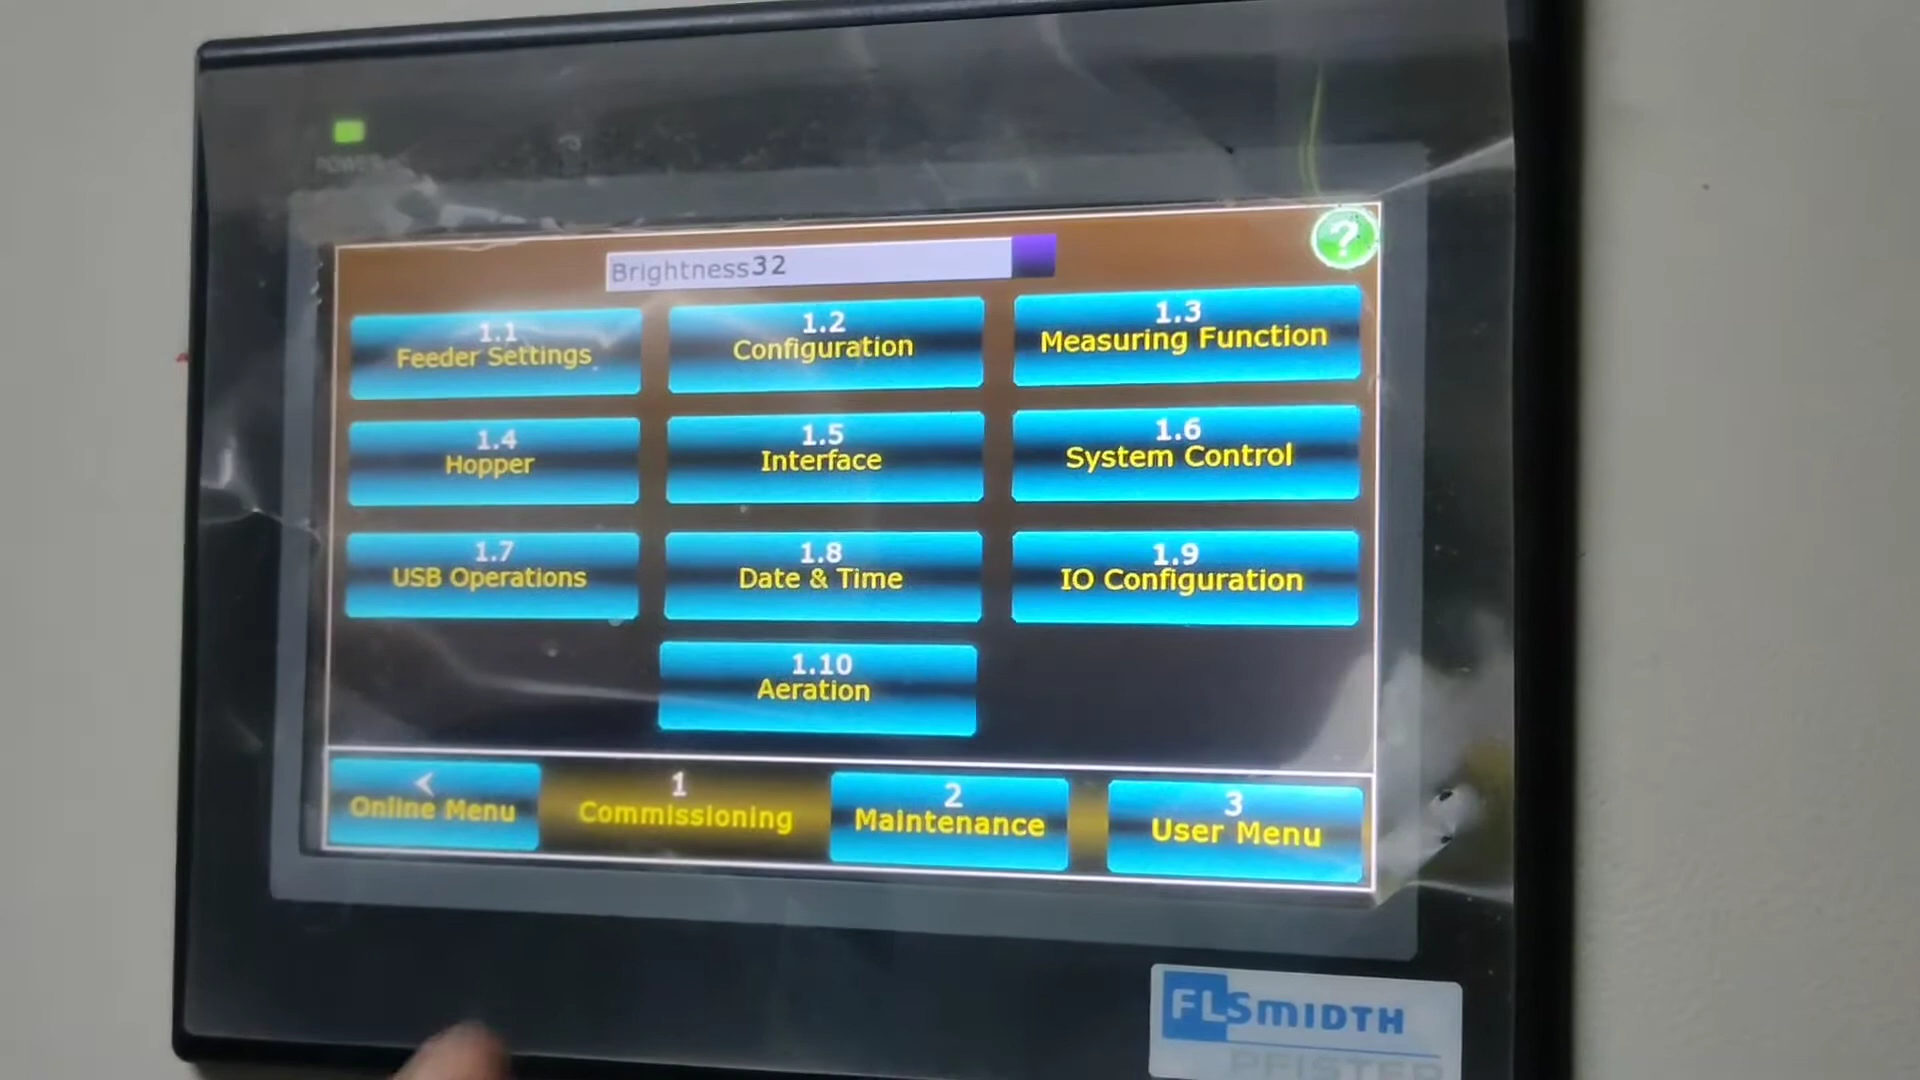 POWER
Brightness32
?
1.1
Feeder Settings
1.2
Configuration
1.3
Measuring Function
1.4
Hopper
1.5
Interface
1.6
System Control
1.7
USB Operations
1.8
Date & Time
1.9
IO Configuration
1.10
Aeration
<
Online Menu
1
Commissioning
2
Maintenance
3
User Menu
FLSMIDTH
PFISTER